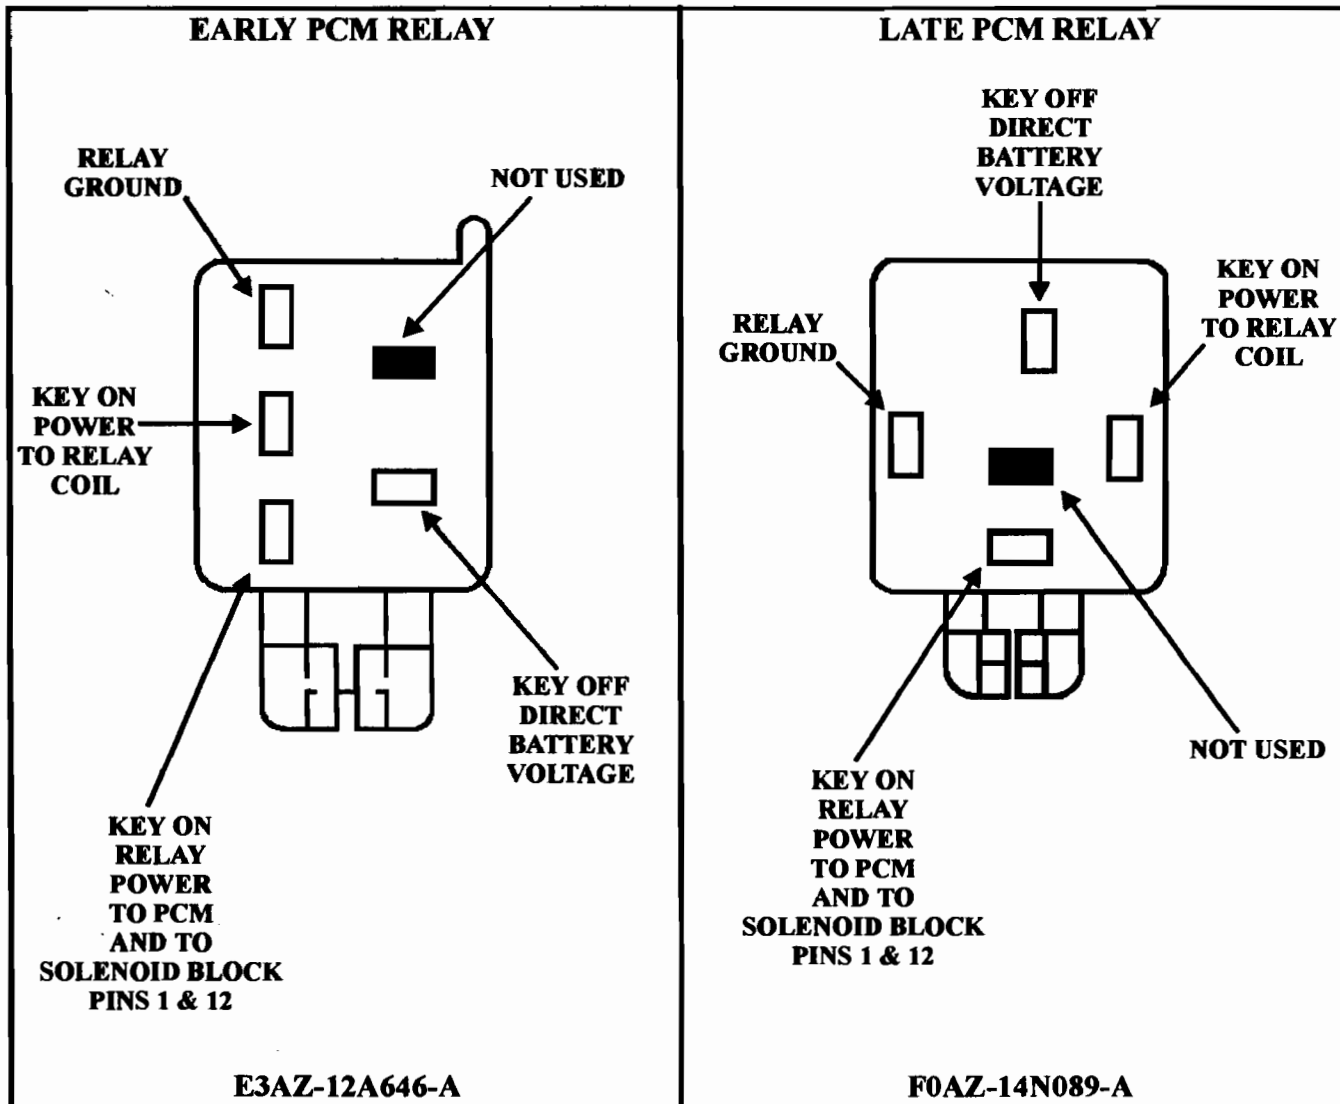 EARLY PCM RELAY
RELAY
GROUND
NOT USED
KEY ON
POWER
TO RELAY
COIL
KEY OFF
DIRECT
BATTERY
VOLTAGE
KEY ON
RELAY
POWER
TO PCM
AND TO
SOLENOID BLOCK
PINS 1 & 12
E3AZ-12A646-A
LATE PCM RELAY
KEY OFF
DIRECT
BATTERY
VOLTAGE
KEY ON
POWER
TO RELAY
COIL
RELAY
GROUND
NOT USED
KEY ON
RELAY
POWER
TO PCM
AND TO
SOLENOID BLOCK
PINS 1 & 12
F0AZ-14N089-A